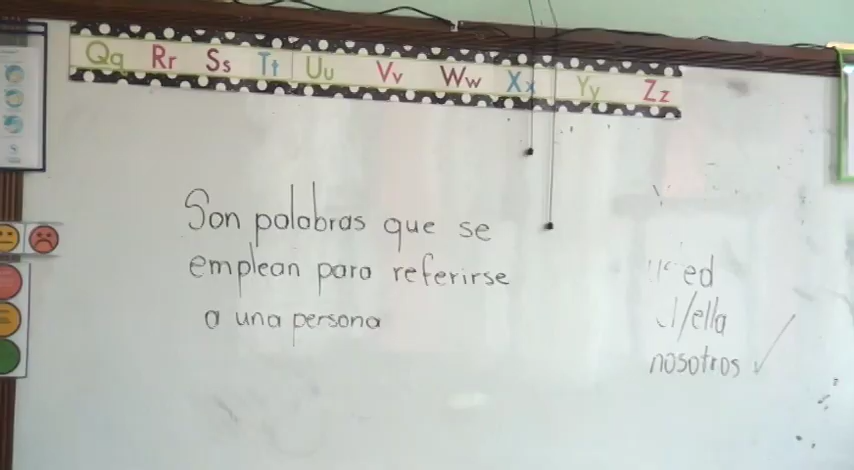 Qq Rr Ss Tt Uu Vv Ww Xx Yy Zz
Son palabras que se
emplean para referirse
a una persona
/ella
nosotros